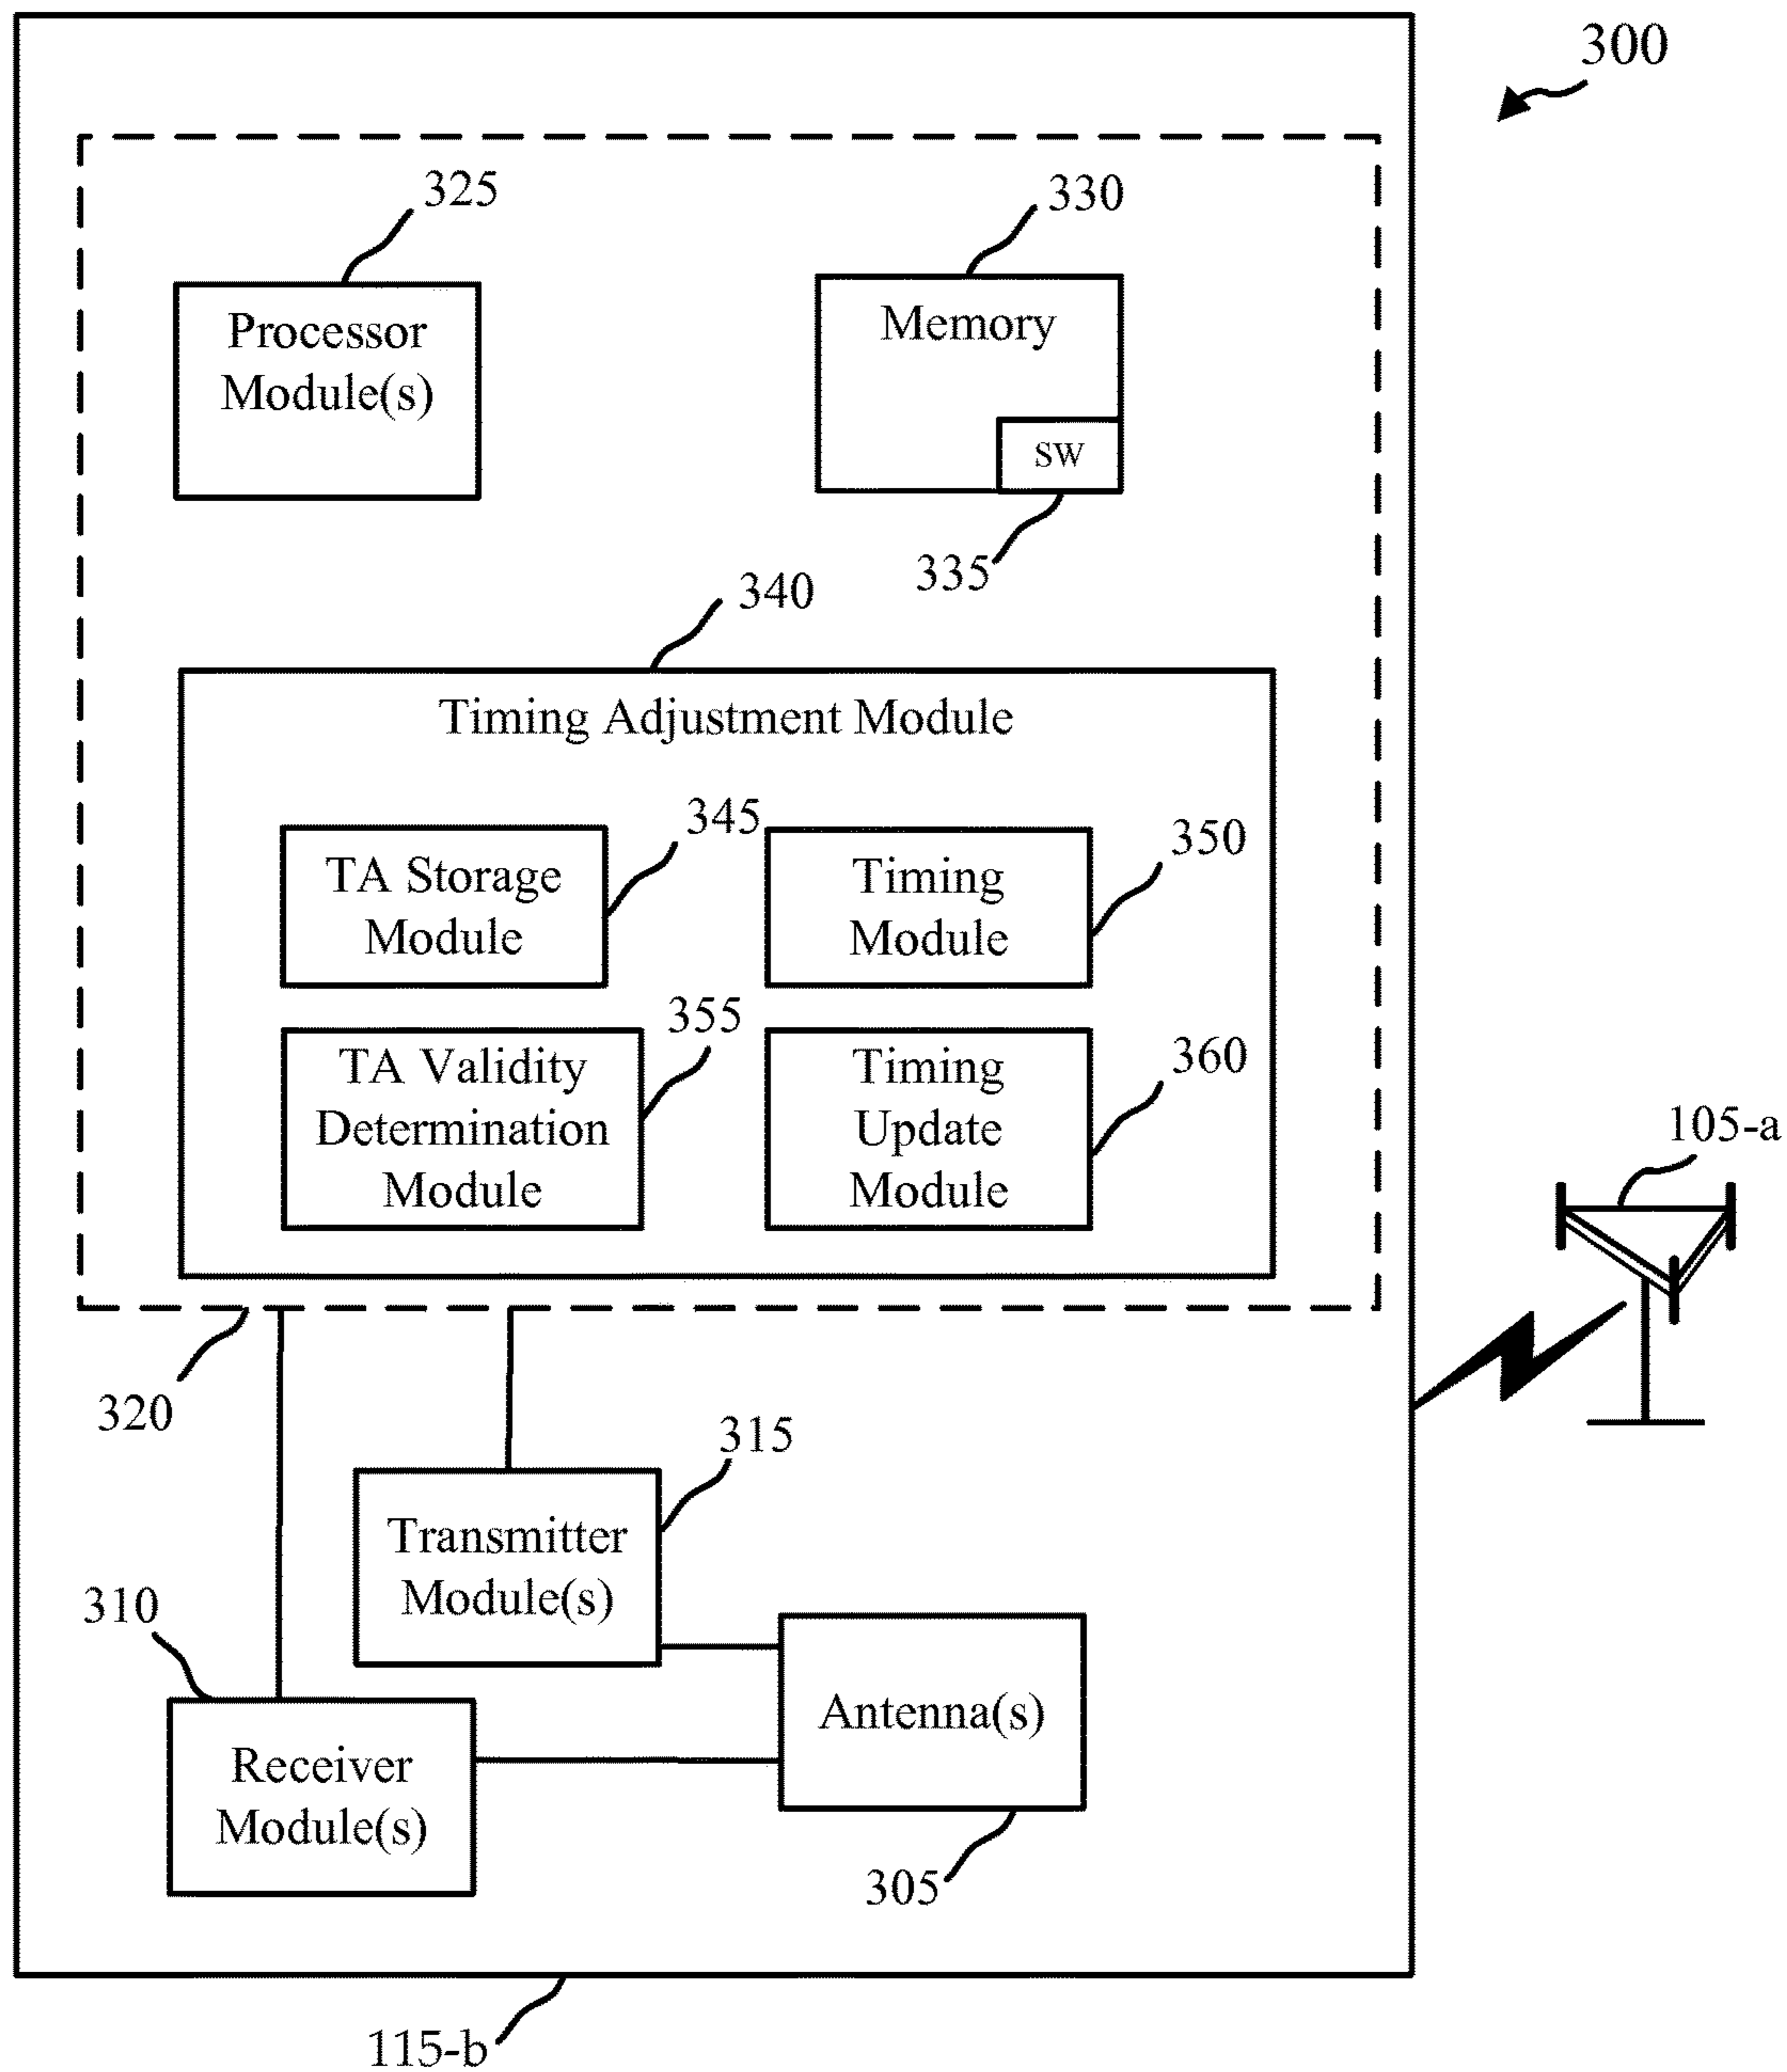 300
325
330
Processor
Module(s)
Memory
SW
335
340
Timing Adjustment Module
345
350
TA Storage
Module
Timing
Module
355
360
TA Validity
Determination
Module
Timing
Update
Module
105-a
320
315
Transmitter
Module(s)
310
Antenna(s)
Receiver
Module(s)
305
115-b